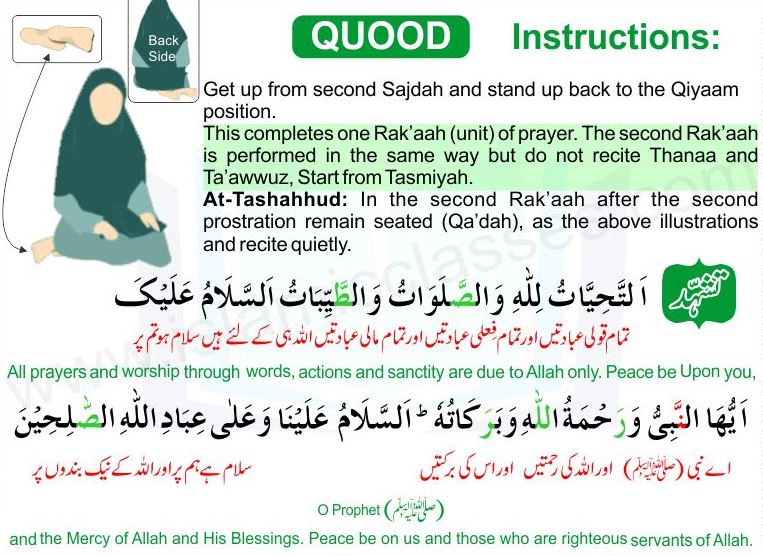 Back
Side
QUOOD Instructions:
Get up from second Sajdah and stand up back to the Qiyaam
position.
This completes one Rak'aah (unit) of prayer. The second Rak'aah
is performed in the same way but do not recite Thanaa and
Ta'awwuz, Start from Tasmiyah.
At-Tashahhud: In the second Rak'aah after the second
prostration remain seated (Qa'dah), as the above illustrations
and recite quietly.
تشہّد
اَلتَّحِيَّاتُ لِلّٰهِ وَالصَّلَوَاتُ وَالطَّيِّبَاتُ اَلسَّلَامُ عَلَيْكَ
تمام قولی عبادتیں اور تمام فعلی عبادتیں اور تمام مالی عبادتیں اللہ ہی کے لئے ہیں سلام ہو تم پر
All prayers and worship through words, actions and sanctity are due to Allah only. Peace be Upon you,
اَيُّهَا النَّبِىُّ وَرَحْمَةُ اللّٰهِ وَبَرَكَاتُهٗ ؕ اَلسَّلَامُ عَلَيْنَا وَعَلٰى عِبَادِ اللّٰهِ الصّٰلِحِيْنَ
اے نبی (ﷺ) اور اللہ کی رحمتیں اور اس کی برکتیں سلام ہے ہم پر اور اللہ کے نیک بندوں پر
O Prophet (ﷺ)
and the Mercy of Allah and His Blessings. Peace be on us and those who are righteous servants of Allah.